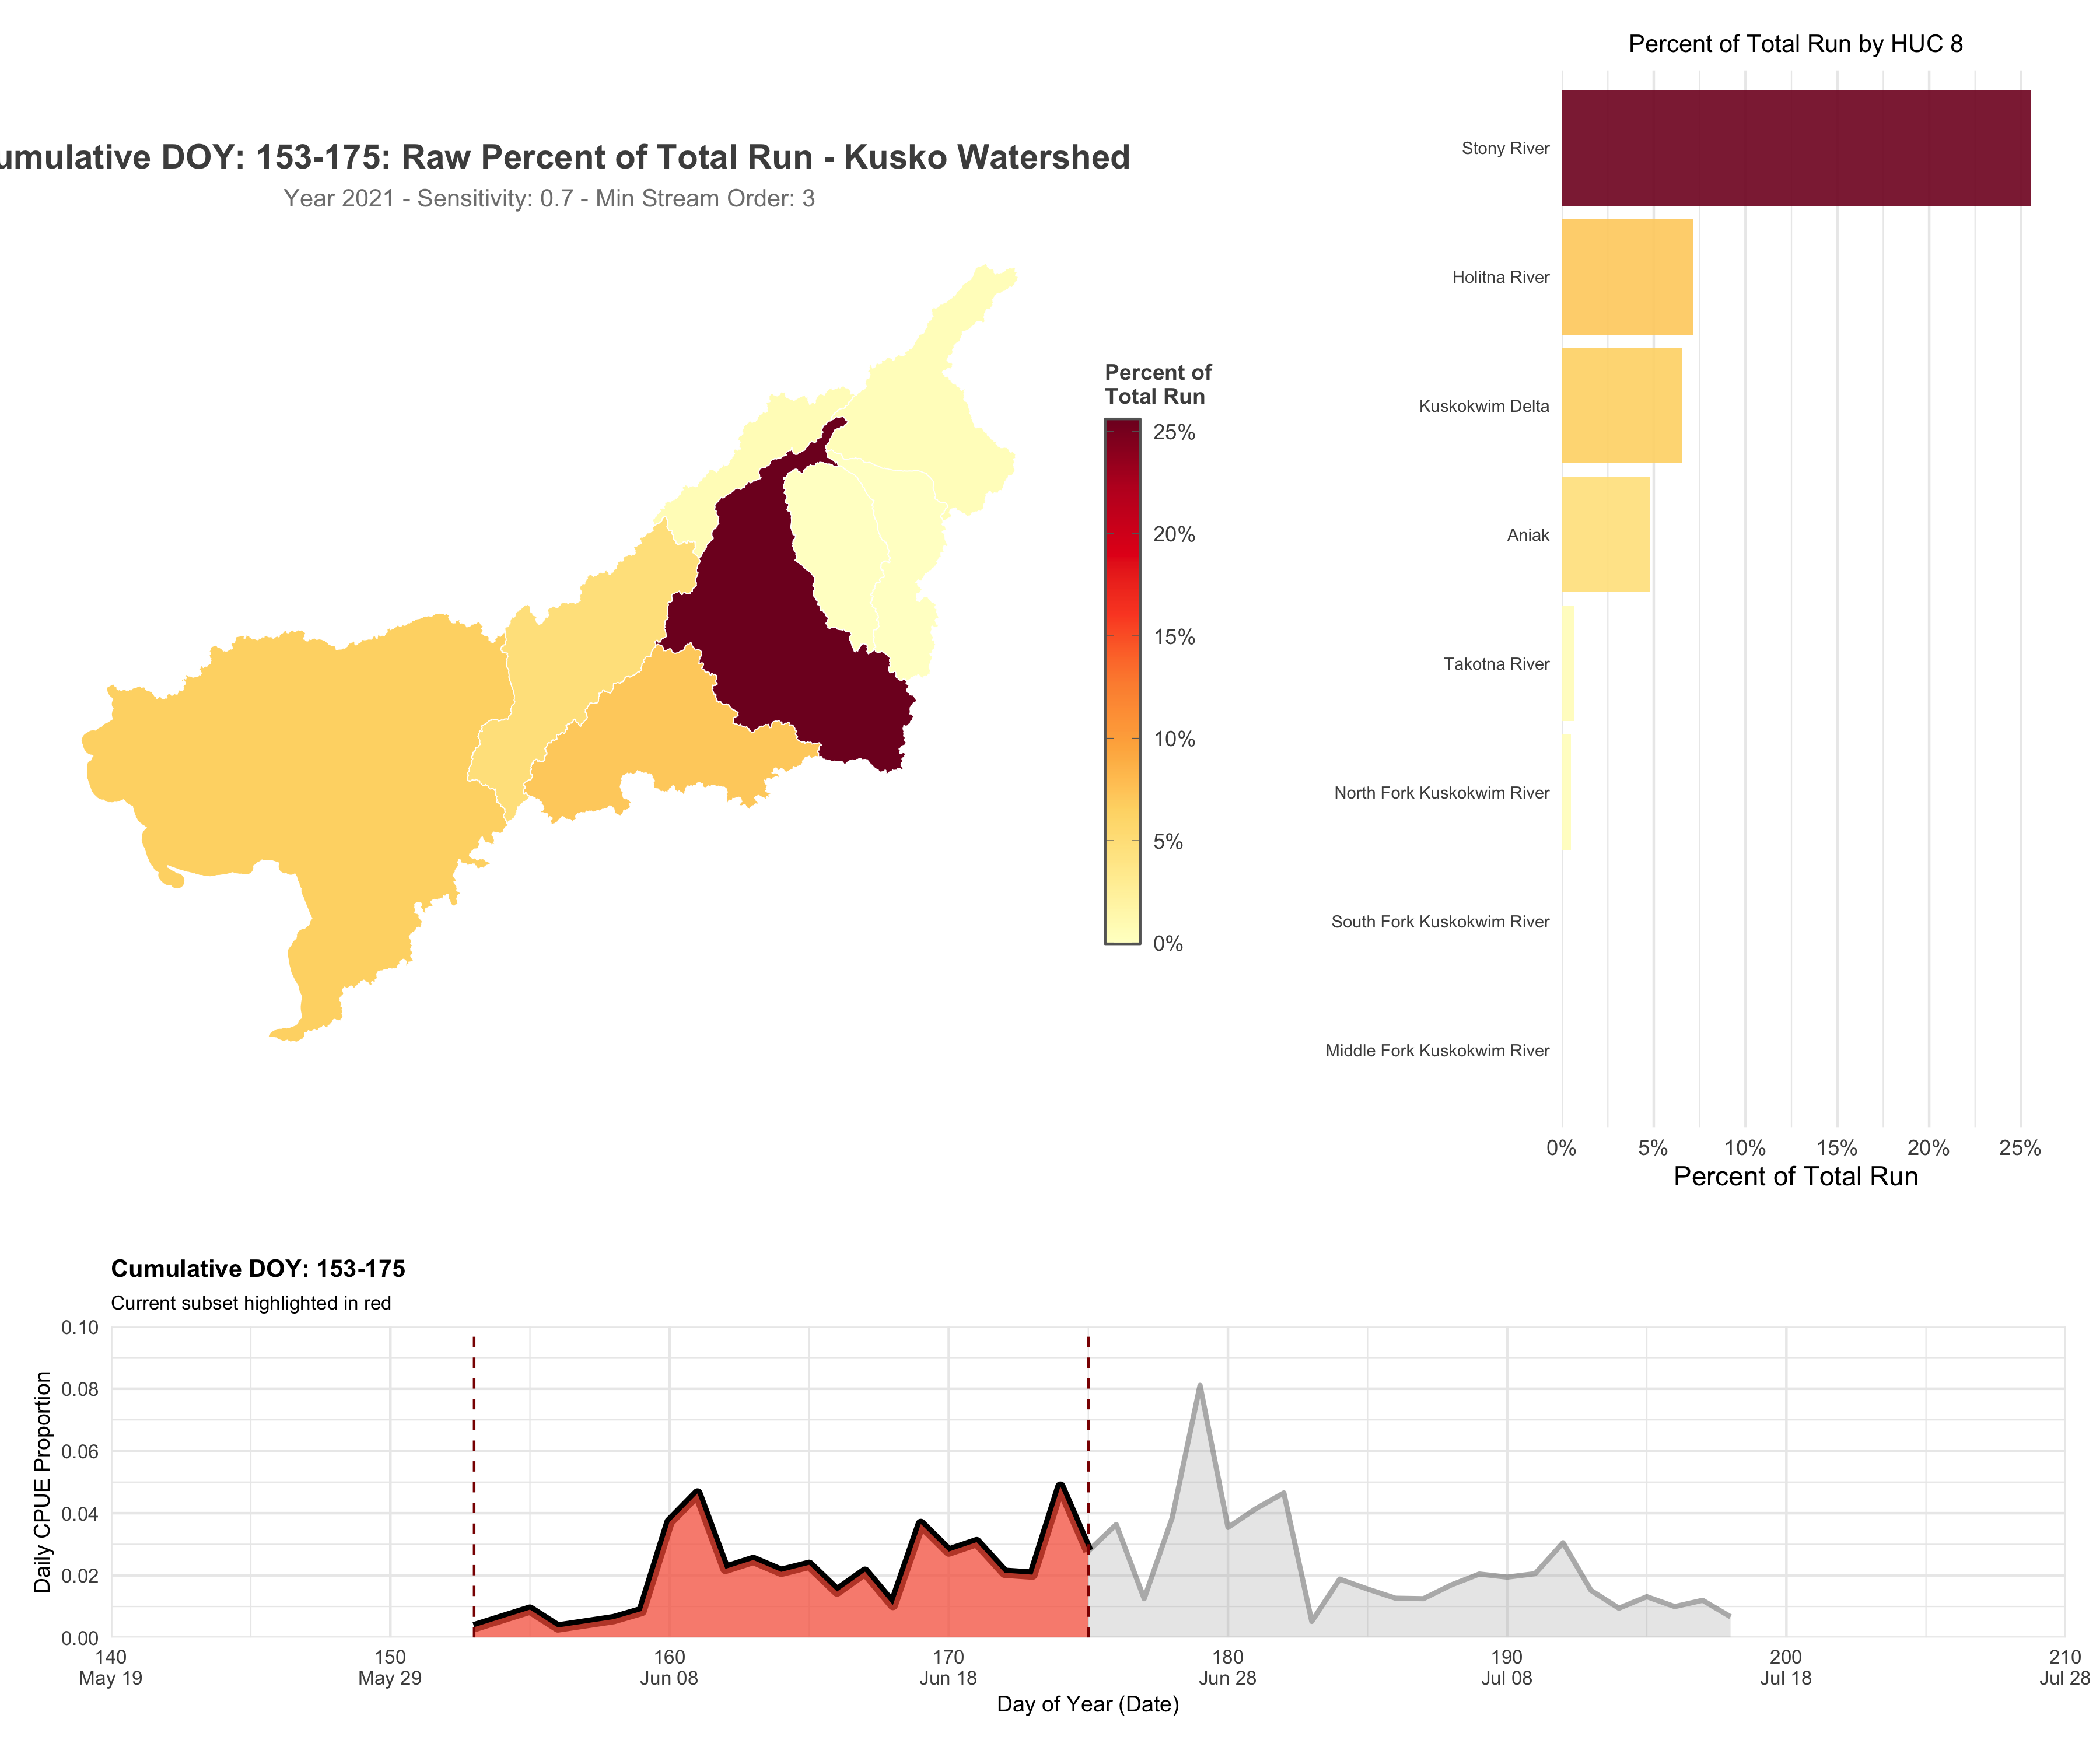 Percent of Total Run by HUC 8
umulative DOY: 153-175: Raw Percent of Total Run - Kusko Watershed
Year 2021 - Sensitivity: 0.7 - Min Stream Order: 3
Percent of
Total Run
25%
20%
15%
10%
5%
0%
Stony River
Holitna River
Kuskokwim Delta
Aniak
Takotna River
North Fork Kuskokwim River
South Fork Kuskokwim River
Middle Fork Kuskokwim River
0% 5% 10% 15% 20% 25%
Percent of Total Run
Cumulative DOY: 153-175
Current subset highlighted in red
Daily CPUE Proportion
0.10
0.08
0.06
0.04
0.02
0.00
140 150 160 170 180 190 200 210
May 19 May 29 Jun 08 Jun 18 Jun 28 Jul 08 Jul 18 Jul 28
Day of Year (Date)